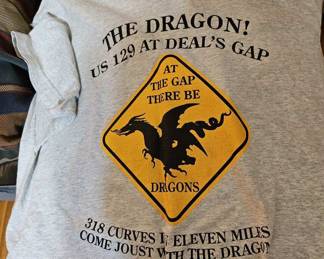 THE DRAGON!
US 129 AT DEAL'S GAP
AT
THE GAP
THERE BE
DRAGONS
318 CURVES IN ELEVEN MILES
COME JOUST WITH THE DRAGON